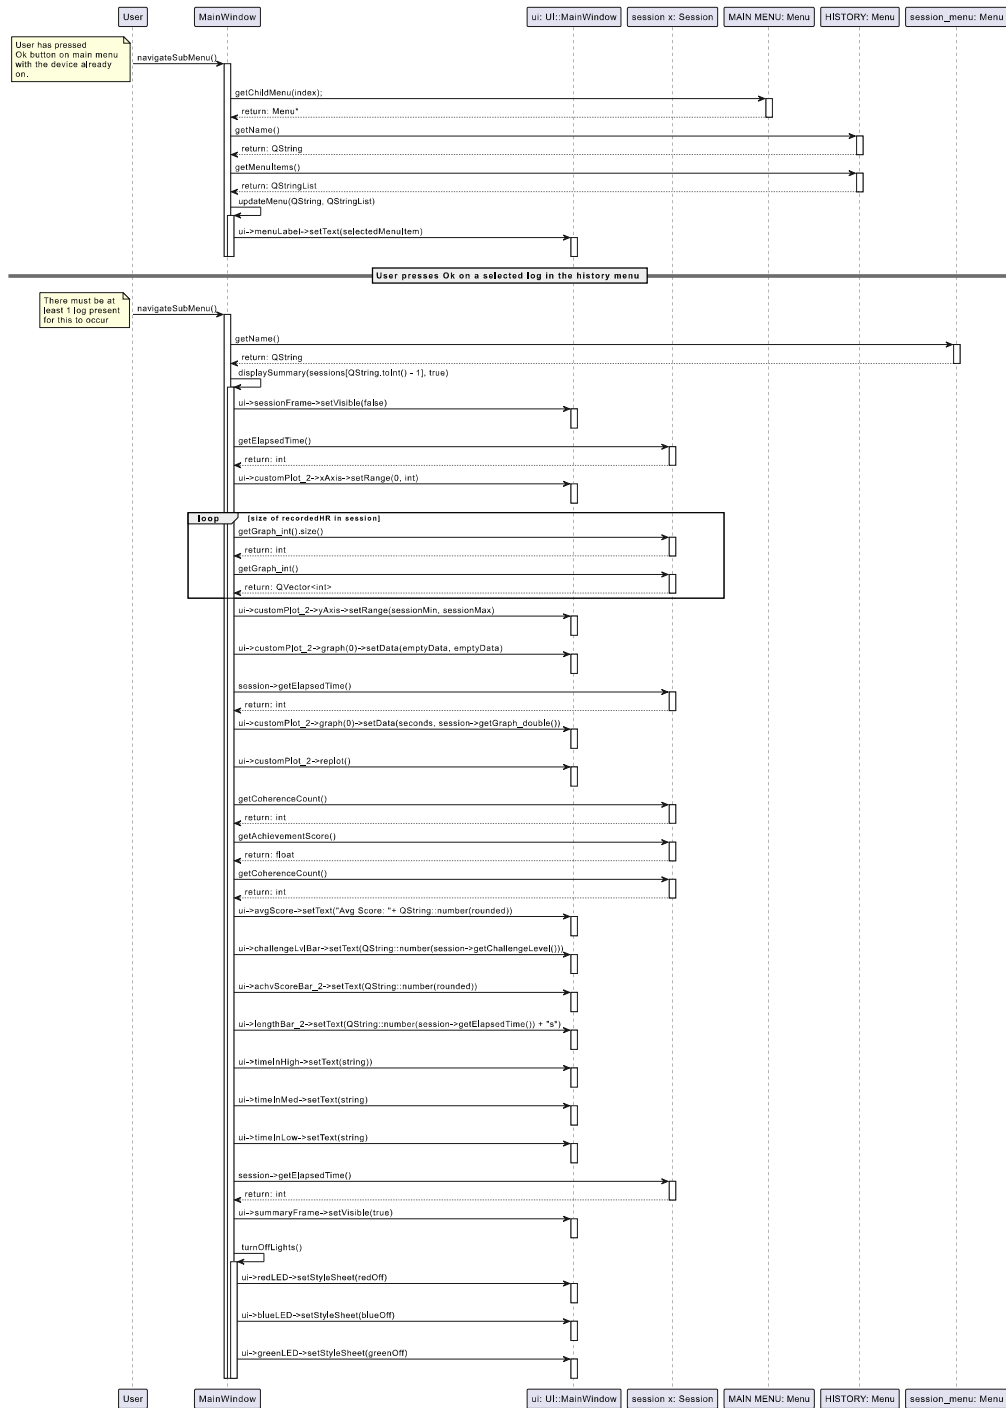 User
MainWindow
ui: UI::MainWindow
session x: Session
MAIN MENU: Menu
HISTORY: Menu
session_menu: Menu
User has pressed
Ok button on main menu
with the device already
on.
navigateSubMenu()
getChildMenu(index);
return: Menu*
getName()
return: QString
getMenuItems()
return: QStringList
updateMenu(QString, QStringList)
ui->menuLabel->setText(selectedMenuItem)
User presses Ok on a selected log in the history menu
There must be at
least 1 log present
for this to occur
navigateSubMenu()
getName()
return: QString
displaySummary(sessions[QString.toInt() - 1], true)
ui->sessionFrame->setVisible(false)
getElapsedTime()
return: int
ui->customPlot_2->xAxis->setRange(0, int)
loop
[size of recordedHR in session]
getGraph_int().size()
return: int
getGraph_int()
return: QVector<int>
ui->customPlot_2->yAxis->setRange(sessionMin, sessionMax)
ui->customPlot_2->graph(0)->setData(emptyData, emptyData)
session->getElapsedTime()
return: int
ui->customPlot_2->graph(0)->setData(seconds, session->getGraph_double())
ui->customPlot_2->replot()
getCoherenceCount()
return: int
getAchievementScore()
return: float
getCoherenceCount()
return: int
ui->avgScore->setText("Avg Score: "+ QString::number(rounded))
ui->challengeLvlBar->setText(QString::number(session->getChallengeLevel()))
ui->achvScoreBar_2->setText(QString::number(rounded))
ui->lengthBar_2->setText(QString::number(session->getElapsedTime()) + "s")
ui->timeInHigh->setText(string))
ui->timeInMed->setText(string)
ui->timeInLow->setText(string)
session->getElapsedTime()
return: int
ui->summaryFrame->setVisible(true)
turnOffLights()
ui->redLED->setStyleSheet(redOff)
ui->blueLED->setStyleSheet(blueOff)
ui->greenLED->setStyleSheet(greenOff)
User
MainWindow
ui: UI::MainWindow
session x: Session
MAIN MENU: Menu
HISTORY: Menu
session_menu: Menu